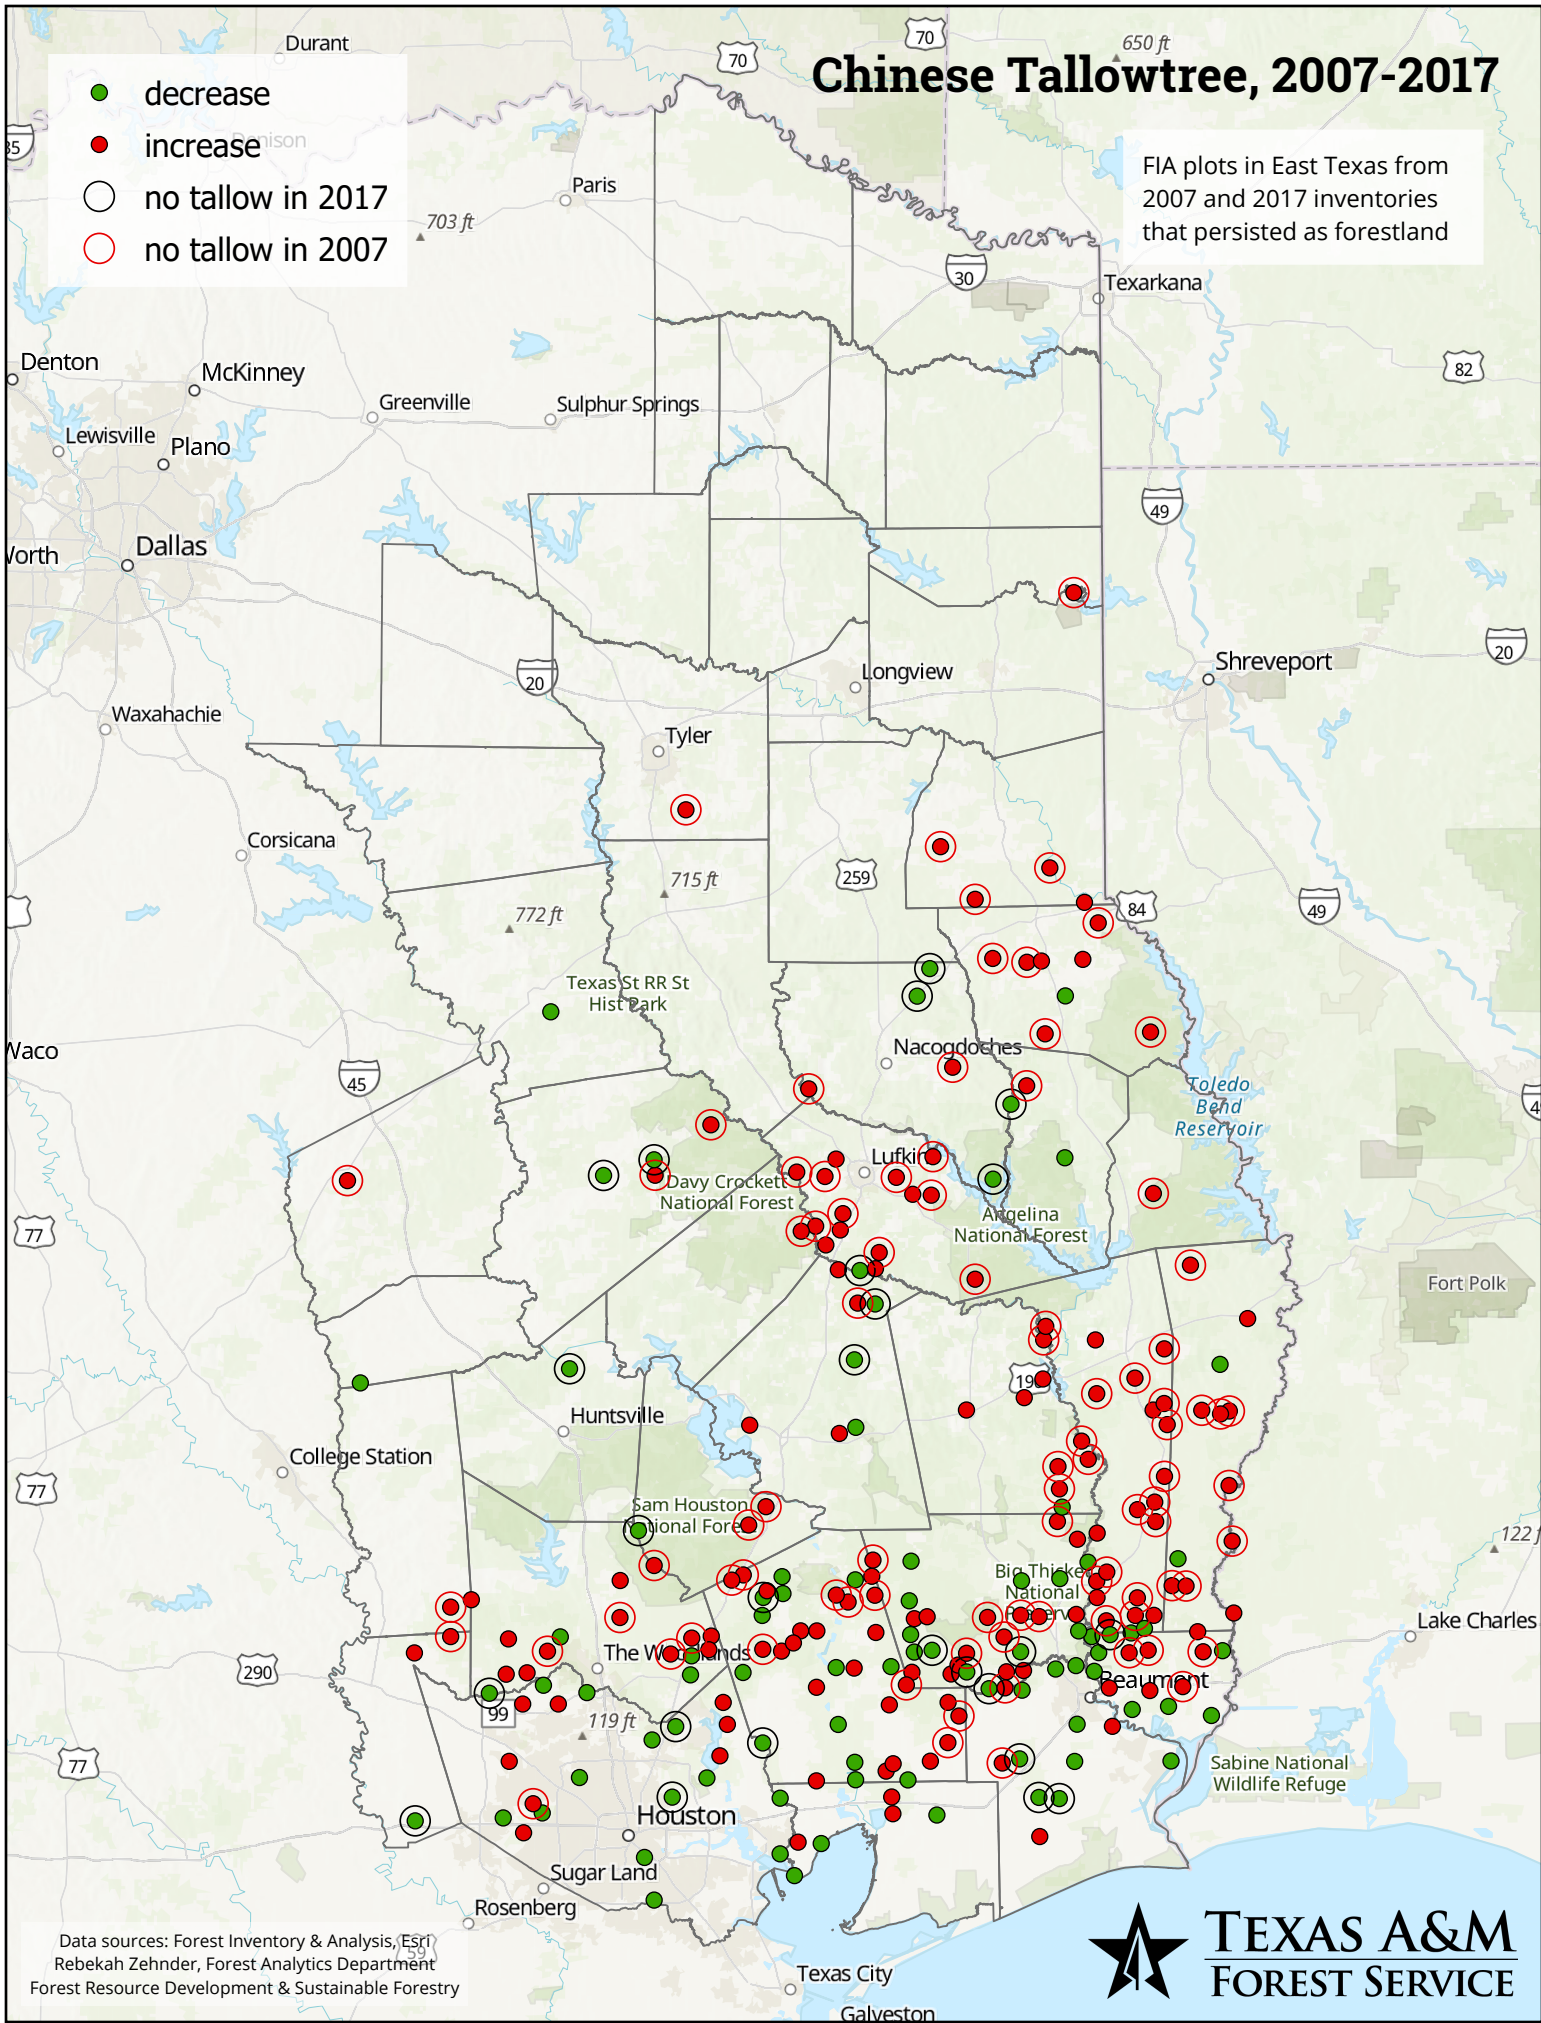 Chinese Tallowtree, 2007-2017
decrease
increase
no tallow in 2017
no tallow in 2007
FIA plots in East Texas from
2007 and 2017 inventories
that persisted as forestland
Durant
70
70
650 ft
35
Denison
Paris
703 ft
30
Texarkana
Denton
McKinney
82
Greenville
Sulphur Springs
Lewisville
Plano
49
Worth
Dallas
20
Longview
Shreveport
20
Waxahachie
Tyler
Corsicana
259
715 ft
772 ft
84
49
Texas St RR St
Hist Park
Waco
45
Nacogdoches
Toledo
Bend
Reservoir
Lufkin
Davy Crockett
National Forest
Angelina
National Forest
77
Fort Polk
Huntsville
College Station
77
Sam Houston
National Forest
122 f
Big Thicket
National
Preserve
Lake Charles
290
The Woodlands
Beaumont
99
119 ft
77
Sabine National
Wildlife Refuge
Houston
Sugar Land
Rosenberg
59
Texas City
Galveston
Data sources: Forest Inventory & Analysis, Esri
Rebekah Zehnder, Forest Analytics Department
Forest Resource Development & Sustainable Forestry
TEXAS A&M
FOREST SERVICE